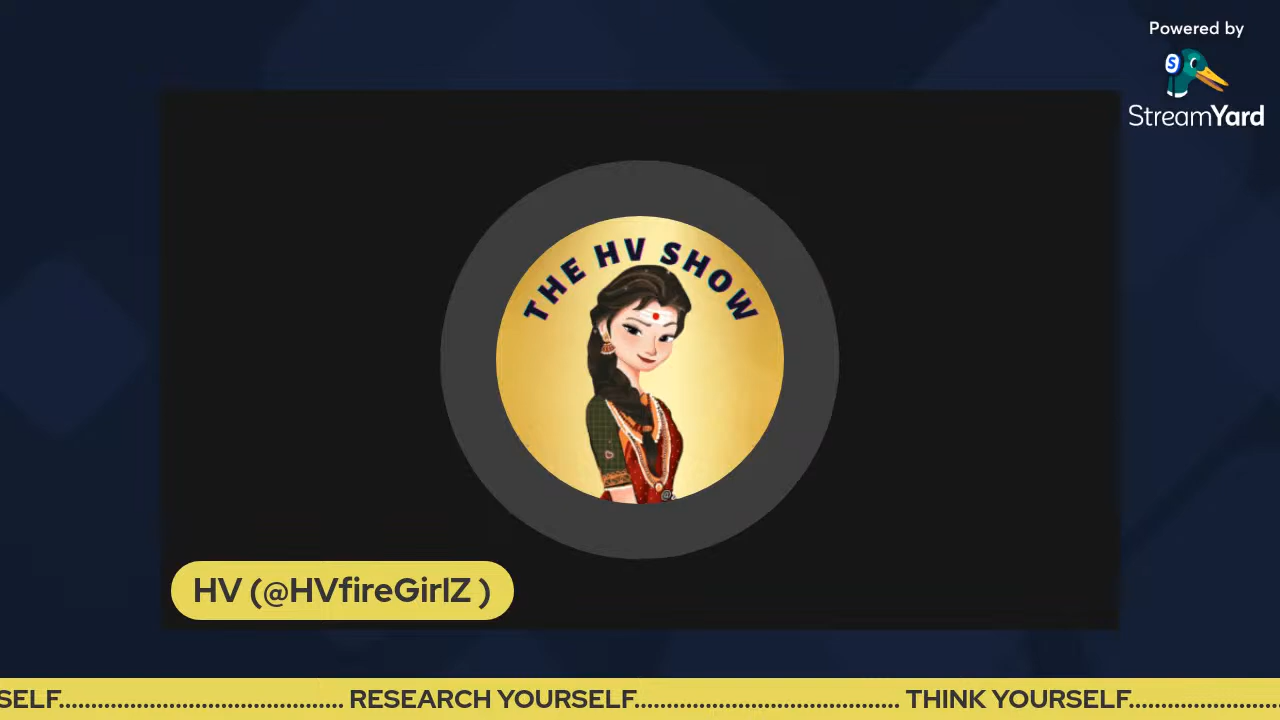 Powered by
S
StreamYard
THE HV SHOW
@
HV (@HVfireGirlZ )
SELF............................................ RESEARCH YOURSELF......................................... THINK YOURSELF.......................